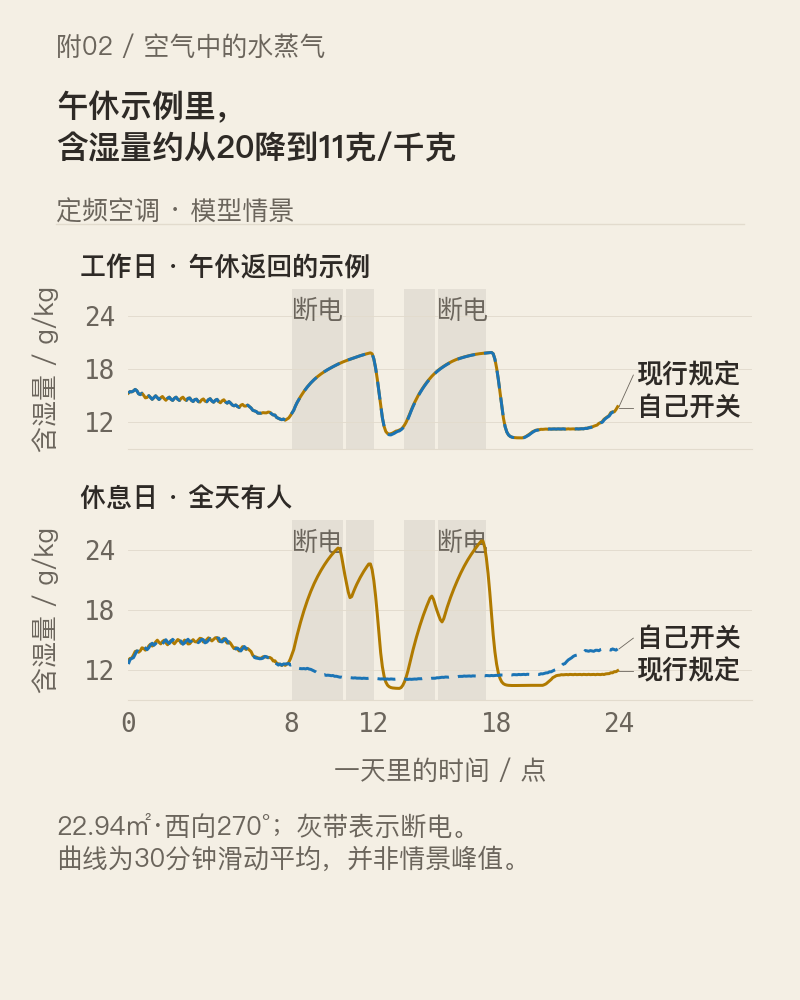 附02 / 空气中的水蒸气
午休示例里，
含湿量约从20降到11克/千克
定频空调 · 模型情景
工作日 · 午休返回的示例
含湿量 / g/kg
24
18
12
断电
断电
现行规定
自己开关
休息日 · 全天有人
含湿量 / g/kg
24
18
12
断电
断电
自己开关
现行规定
0 8 12 18 24
一天里的时间 / 点
22.94㎡·西向270°；灰带表示断电。
曲线为30分钟滑动平均，并非情景峰值。